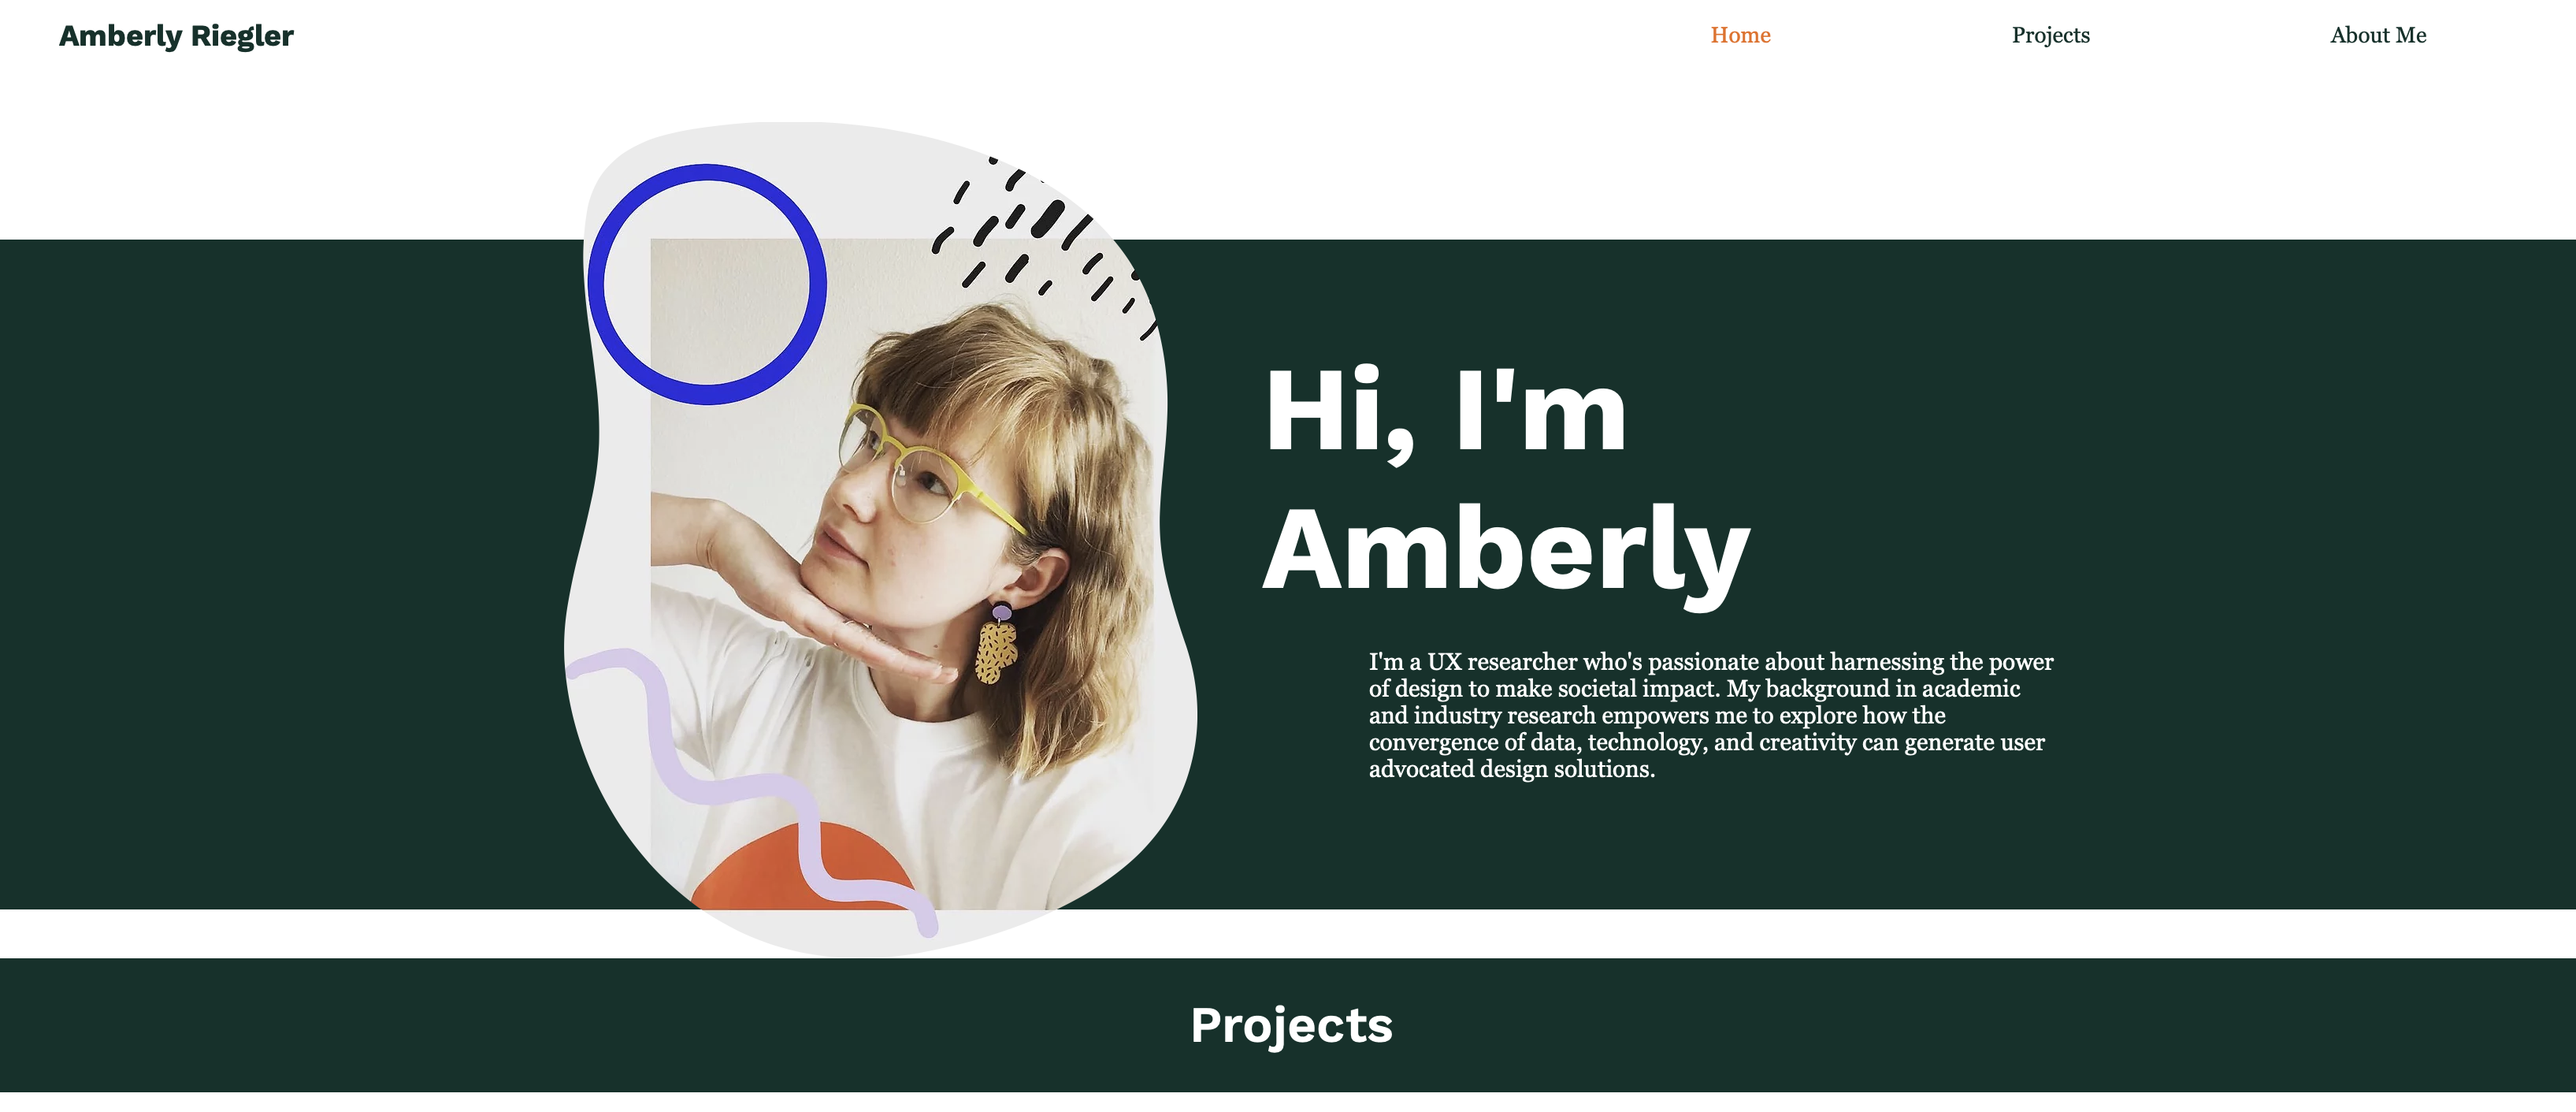 Amberly Riegler
Home
Projects
About Me
Hi, I'm
Amberly
I'm a UX researcher who's passionate about harnessing the power
of design to make societal impact. My background in academic
and industry research empowers me to explore how the
convergence of data, technology, and creativity can generate user
advocated design solutions.
Projects